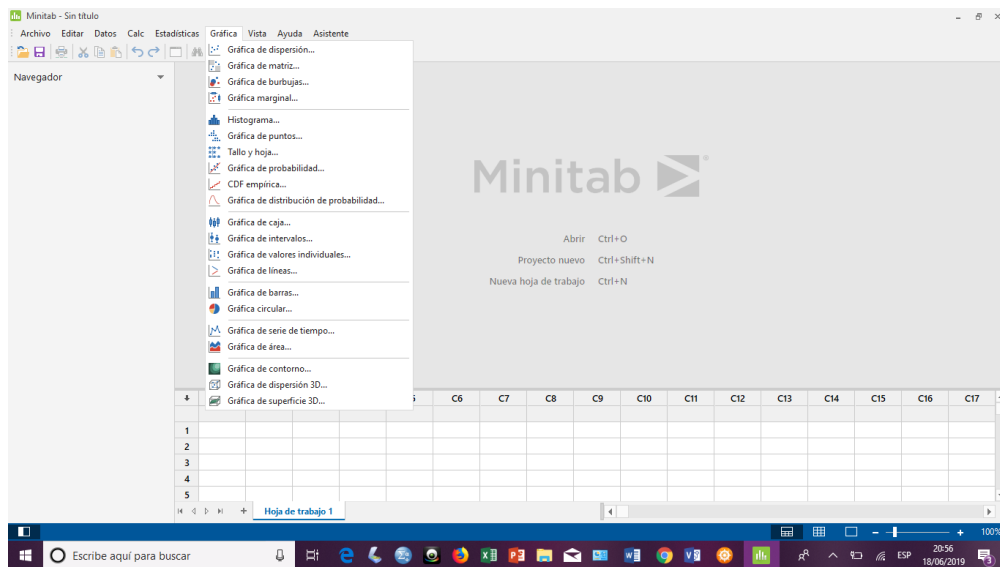 Minitab - Sin título
Archivo Editar Datos Calc Estadísticas Gráfica Vista Ayuda Asistente
Navegador
Gráfica de dispersión...
Gráfica de matriz...
Gráfica de burbujas...
Gráfica marginal...
Histograma...
Gráfica de puntos...
Tallo y hoja...
Gráfica de probabilidad...
CDF empírica...
Gráfica de distribución de probabilidad...
Gráfica de caja...
Gráfica de intervalos...
Gráfica de valores individuales...
Gráfica de líneas...
Gráfica de barras...
Gráfica circular...
Gráfica de serie de tiempo...
Gráfica de área...
Gráfica de contorno...
Gráfica de dispersión 3D...
Gráfica de superficie 3D...
Minitab
Abrir Ctrl+O
Proyecto nuevo Ctrl+Shift+N
Nueva hoja de trabajo Ctrl+N
C6 C7 C8 C9 C10 C11 C12 C13 C14 C15 C16 C17
1
2
3
4
5
Hoja de trabajo 1
100%
Escribe aquí para buscar
ESP
20:56
18/06/2019